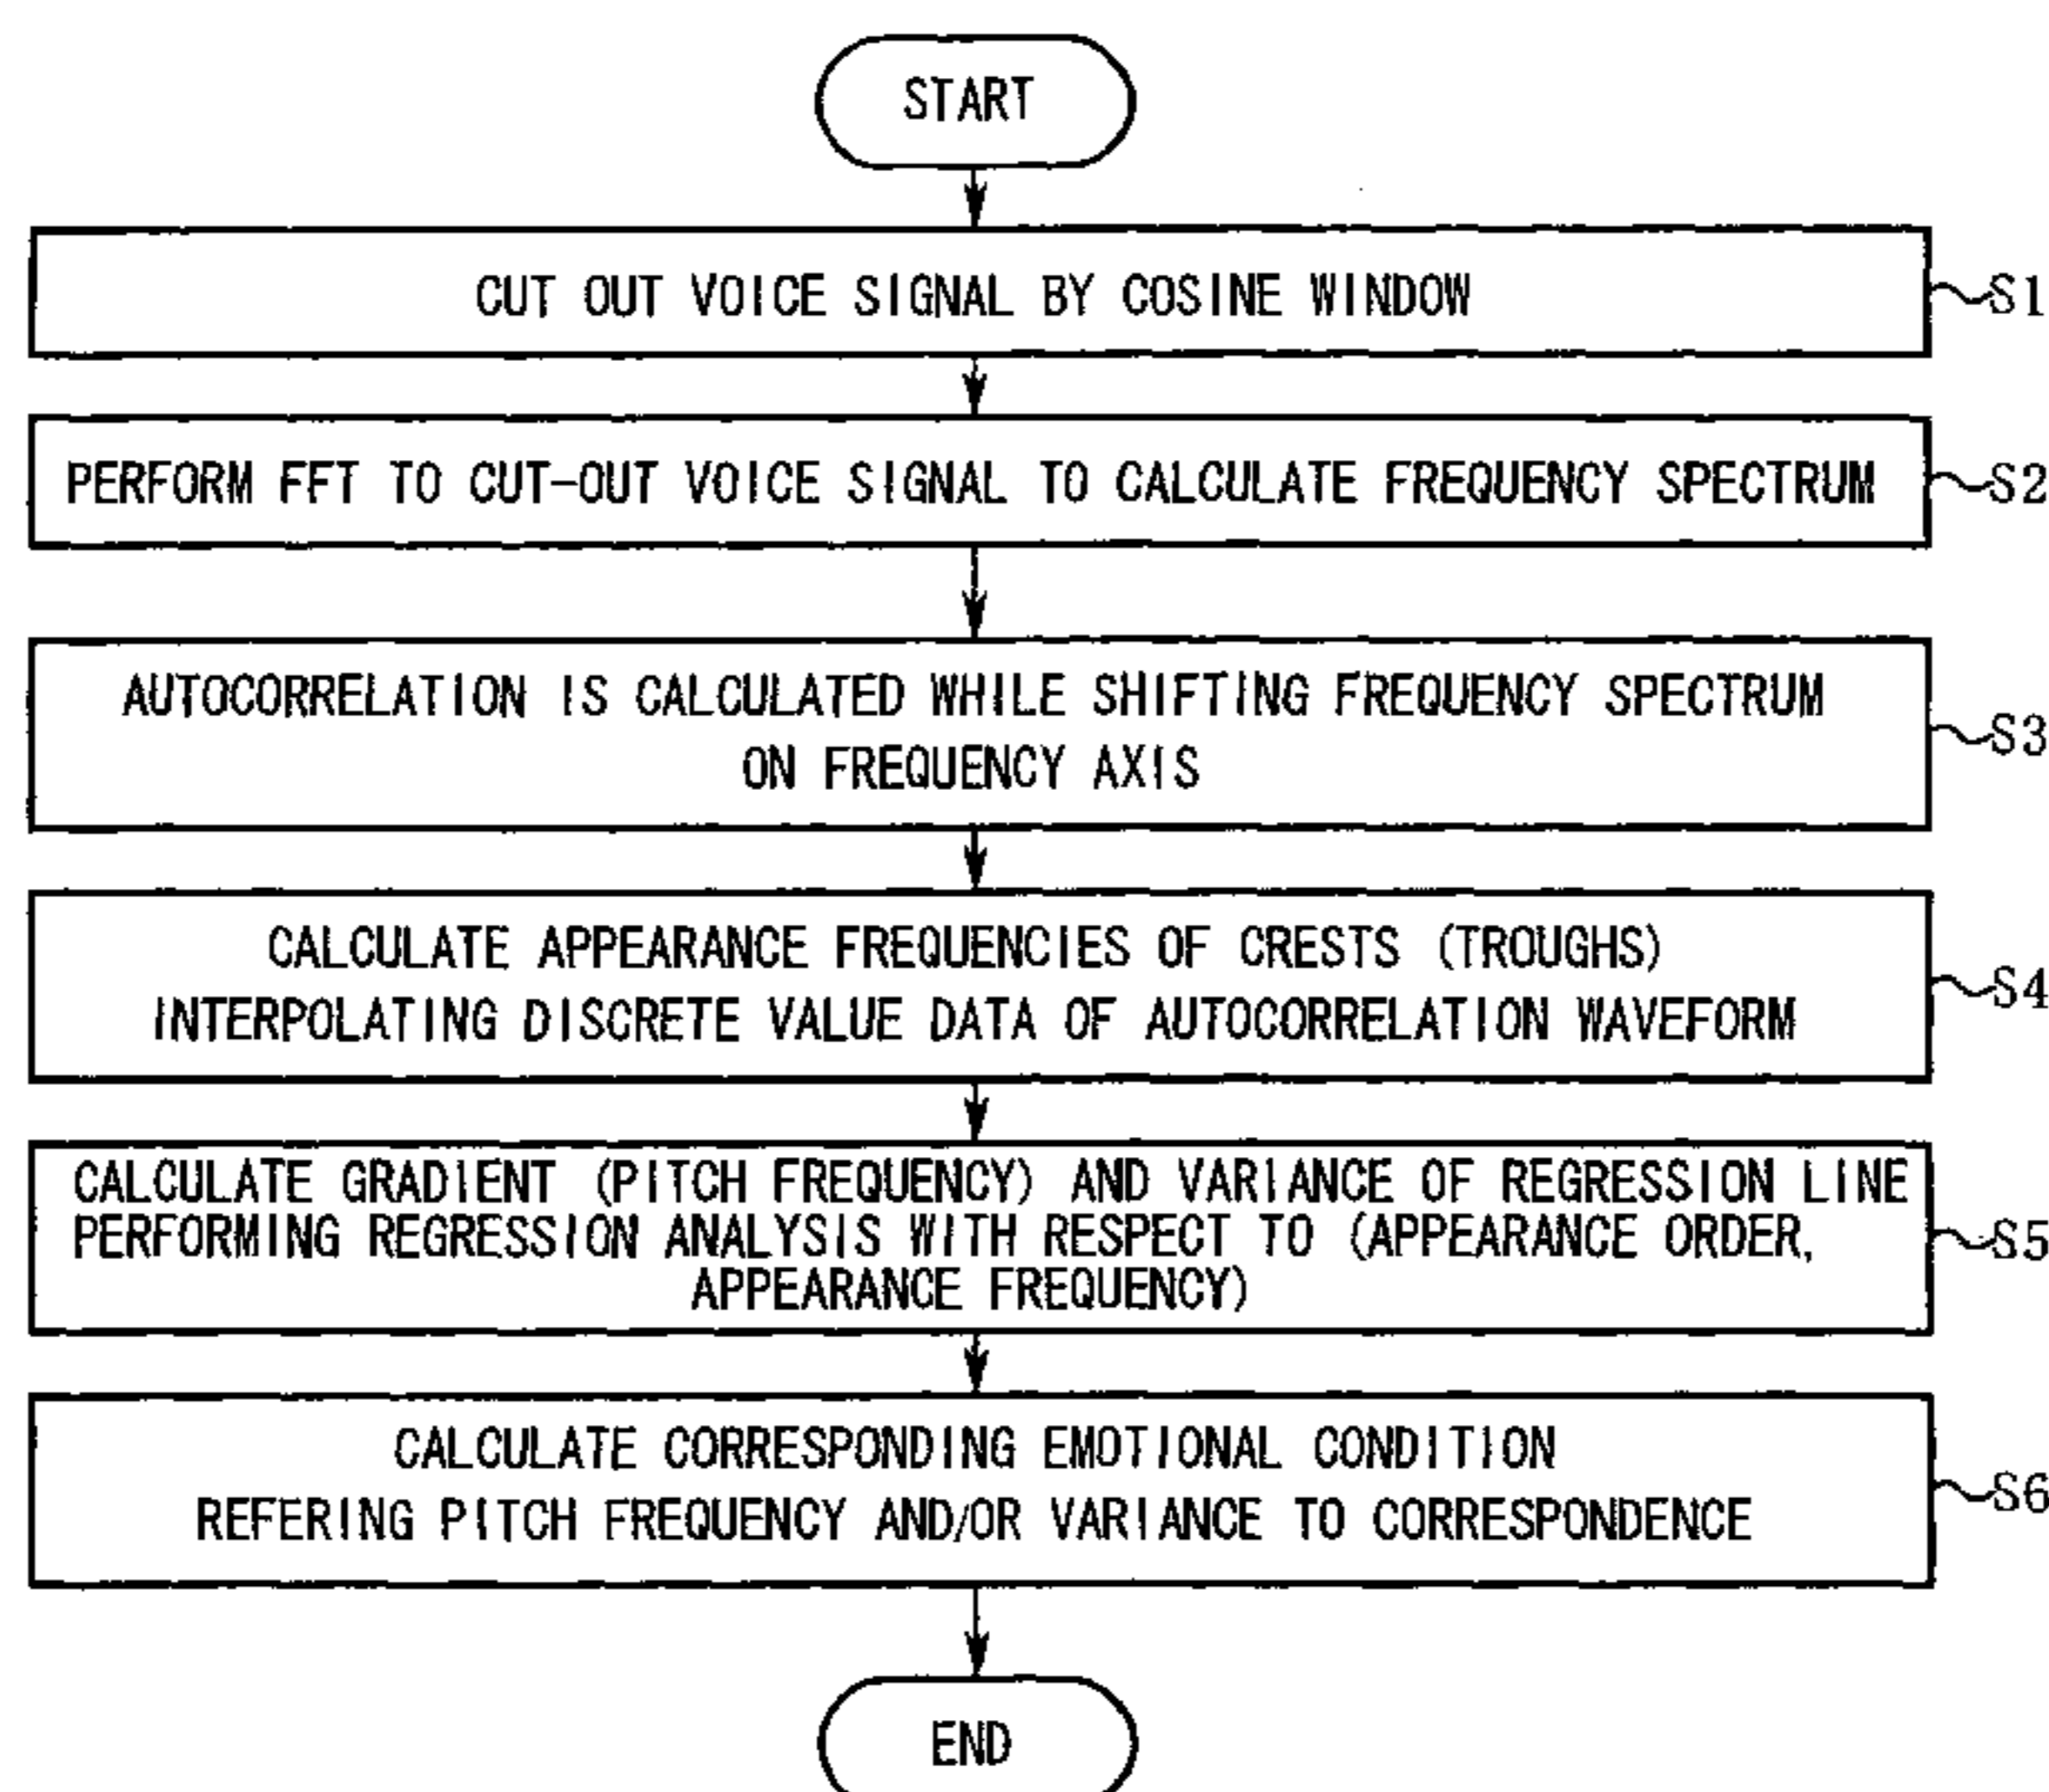 START
CUT OUT VOICE SIGNAL BY COSINE WINDOW
S1
PERFORM FFT TO CUT-OUT VOICE SIGNAL TO CALCULATE FREQUENCY SPECTRUM
S2
AUTOCORRELATION IS CALCULATED WHILE SHIFTING FREQUENCY SPECTRUM
ON FREQUENCY AXIS
S3
CALCULATE APPEARANCE FREQUENCIES OF CRESTS (TROUGHS)
INTERPOLATING DISCRETE VALUE DATA OF AUTOCORRELATION WAVEFORM
S4
CALCULATE GRADIENT (PITCH FREQUENCY) AND VARIANCE OF REGRESSION LINE
PERFORMING REGRESSION ANALYSIS WITH RESPECT TO (APPEARANCE ORDER,
APPEARANCE FREQUENCY)
S5
CALCULATE CORRESPONDING EMOTIONAL CONDITION
REFERING PITCH FREQUENCY AND/OR VARIANCE TO CORRESPONDENCE
S6
END